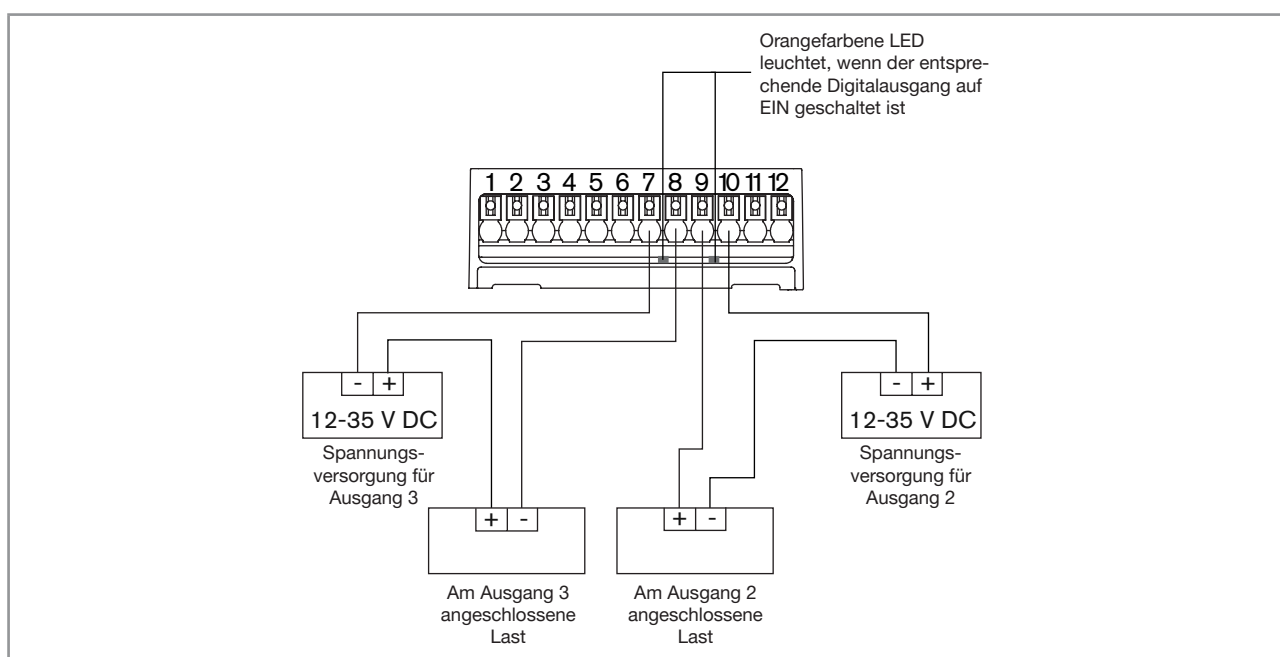 Orangefarbene LED
leuchtet, wenn der entspre-
chende Digitalausgang auf
EIN geschaltet ist
1 2 3 4 5 6 7 8 9 10 11 12
- +
12-35 V DC
Spannungs-
versorgung für
Ausgang 3
- +
12-35 V DC
Spannungs-
versorgung für
Ausgang 2
+ -
Am Ausgang 3
angeschlossene
Last
+ -
Am Ausgang 2
angeschlossene
Last